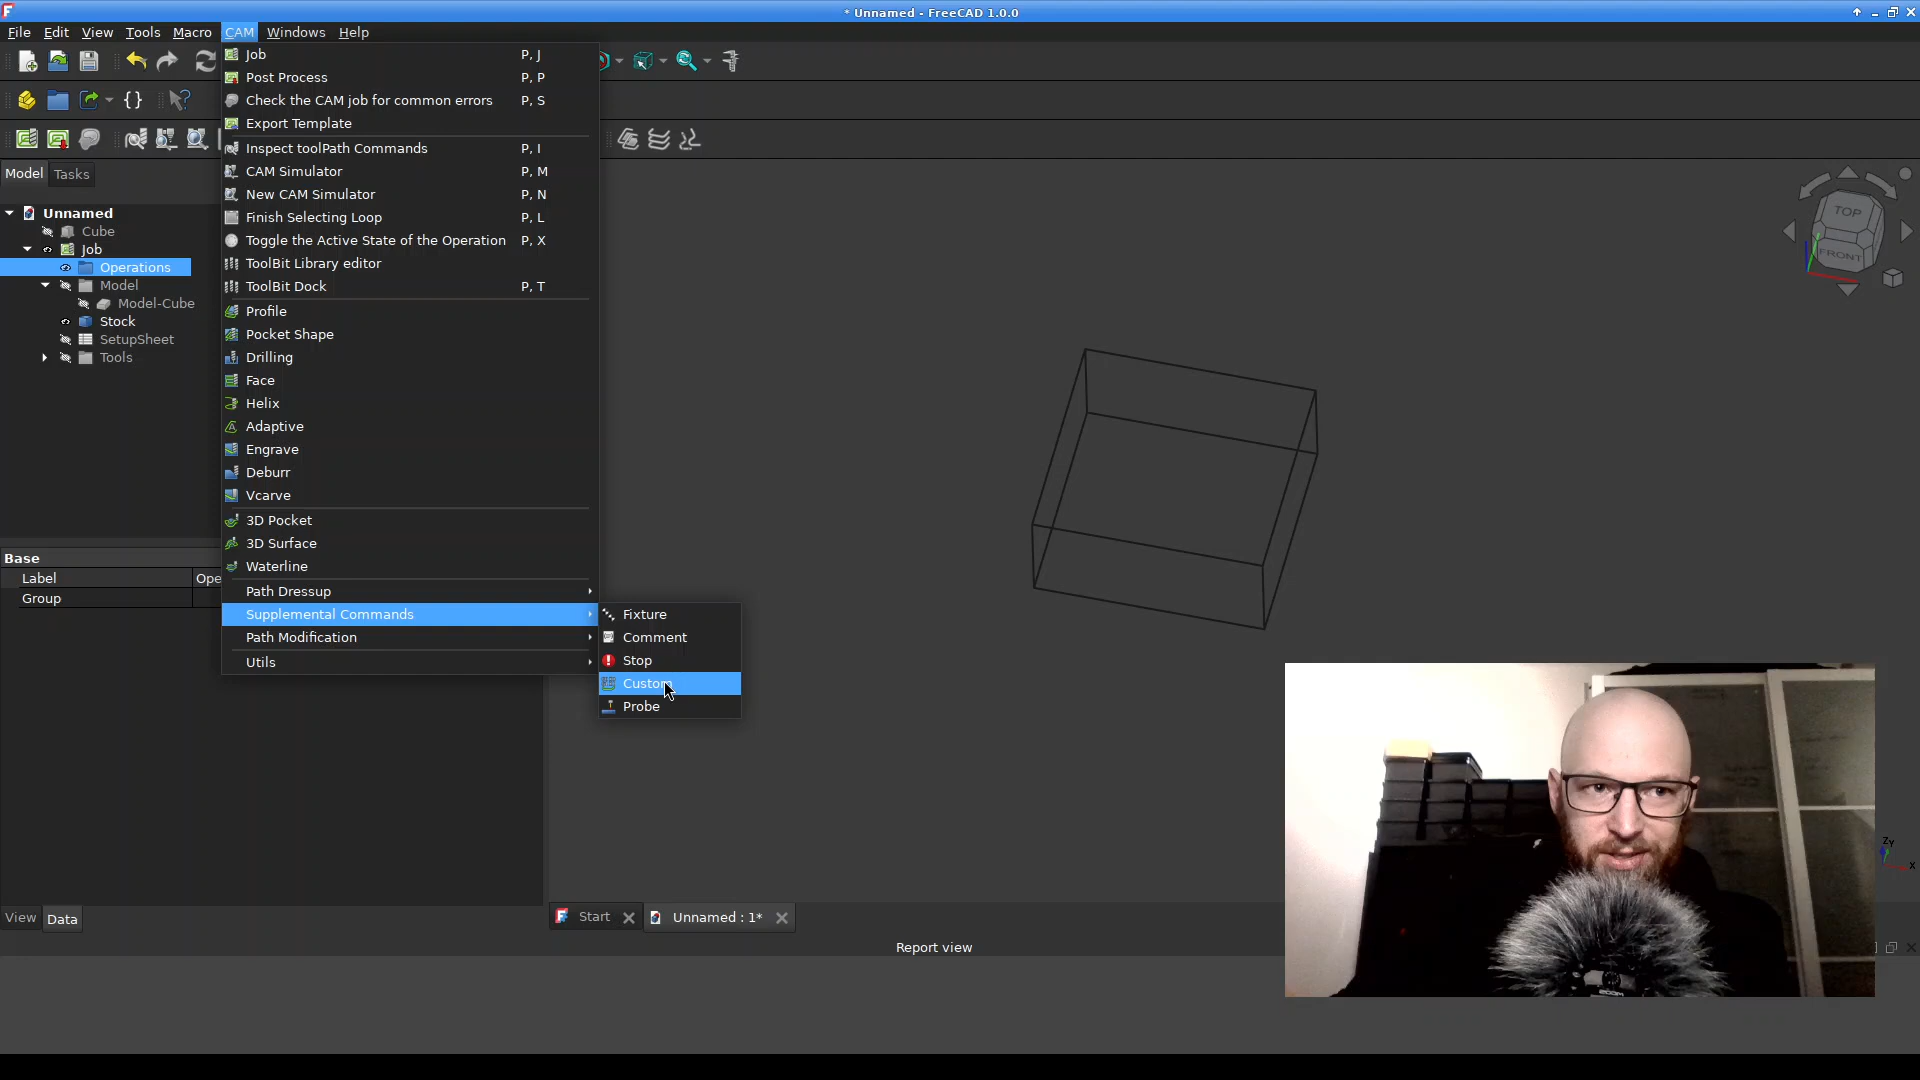 * Unnamed - FreeCAD 1.0.0
File Edit View Tools Macro CAM Windows Help
Job P, J
Post Process P, P
Check the CAM job for common errors P, S
Export Template
Inspect toolPath Commands P, I
CAM Simulator P, M
New CAM Simulator P, N
Finish Selecting Loop P, L
Toggle the Active State of the Operation P, X
ToolBit Library editor
ToolBit Dock P, T
Profile
Pocket Shape
Drilling
Face
Helix
Adaptive
Engrave
Deburr
Vcarve
3D Pocket
3D Surface
Waterline
Path Dressup
Supplemental Commands
Path Modification
Utils
Fixture
Comment
Stop
Custom
Probe
Model Tasks
Unnamed
Cube
Job
Operations
Model
Model-Cube
Stock
SetupSheet
Tools
Base
Label Ope
Group
View Data
TOP
FRONT
Start
Unnamed : 1*
Report view
Z Y
X
ZOOM